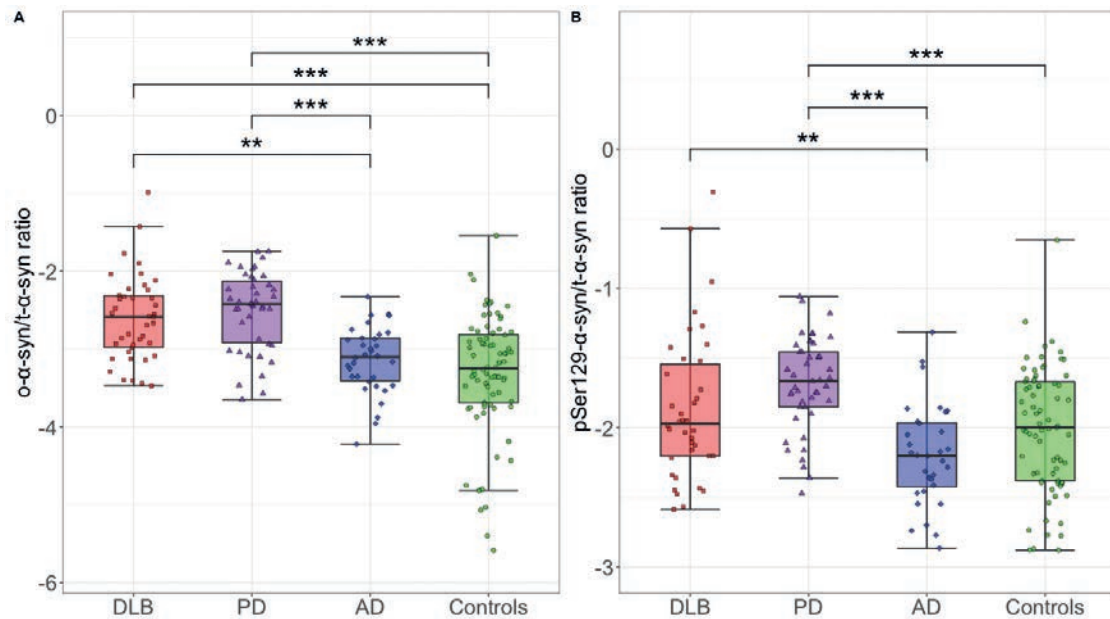 A
***
***
***
**
0
-2
-4
-6
o-α-syn/t-α-syn ratio
DLB PD AD Controls
B
***
***
**
0
-1
-2
-3
pSer129-α-syn/t-α-syn ratio
DLB PD AD Controls